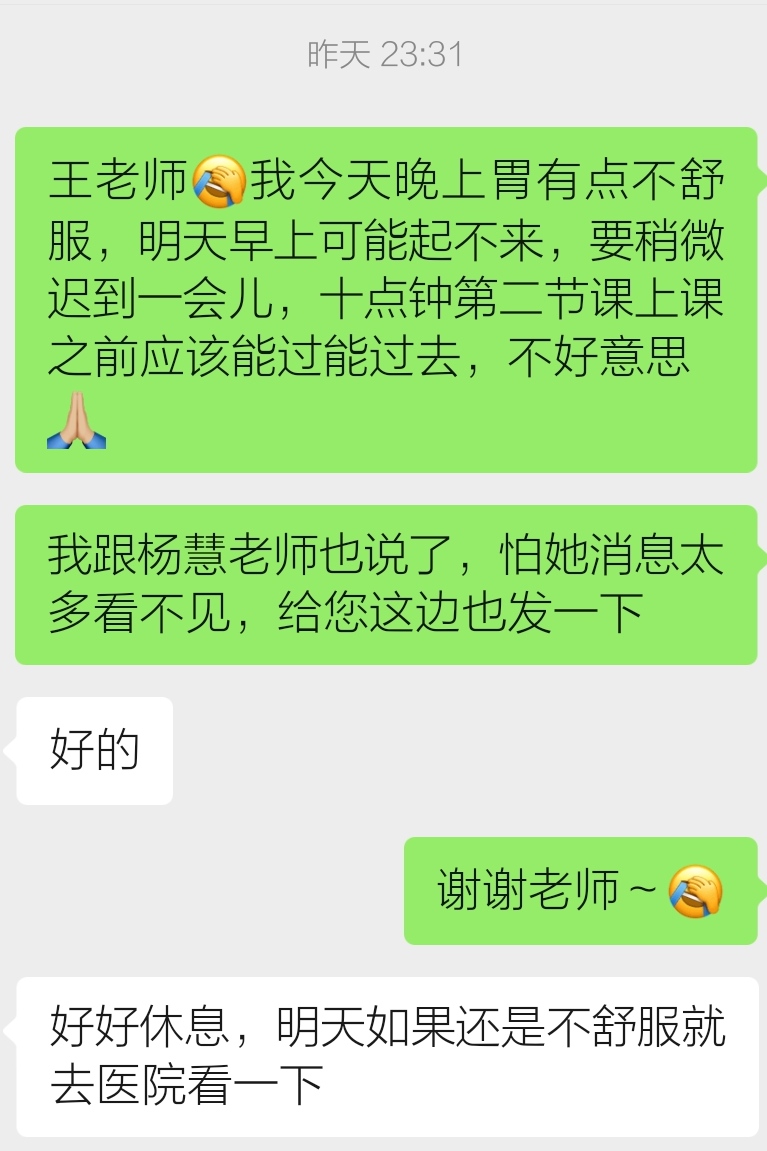 昨天 23:31
王老师🤦我今天晚上胃有点不舒
服，明天早上可能起不来，要稍微
迟到一会儿，十点钟第二节课上课
之前应该能过能过去，不好意思
🙏🏼
我跟杨慧老师也说了，怕她消息太
多看不见，给您这边也发一下
好的
谢谢老师～🤦
好好休息，明天如果还是不舒服就
去医院看一下